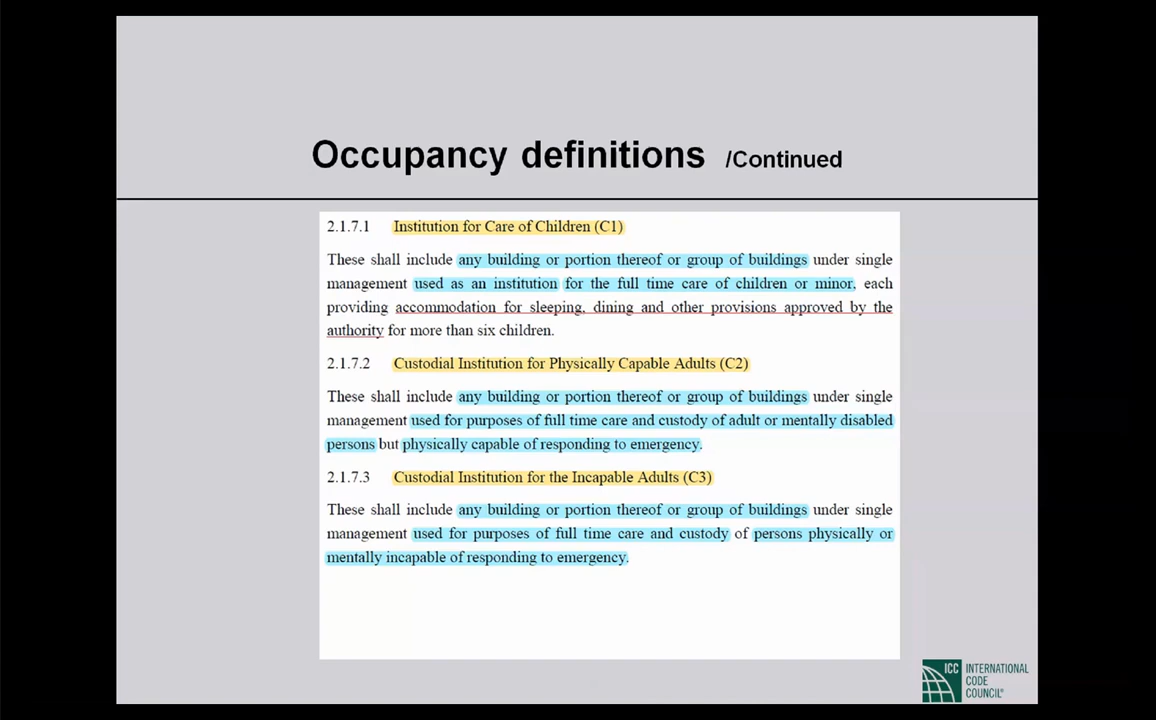 Occupancy definitions /Continued
2.1.7.1 Institution for Care of Children (C1)
These shall include any building or portion thereof or group of buildings under single
management used as an institution for the full time care of children or minor, each
providing accommodation for sleeping, dining and other provisions approved by the
authority for more than six children.
2.1.7.2 Custodial Institution for Physically Capable Adults (C2)
These shall include any building or portion thereof or group of buildings under single
management used for purposes of full time care and custody of adult or mentally disabled
persons but physically capable of responding to emergency.
2.1.7.3 Custodial Institution for the Incapable Adults (C3)
These shall include any building or portion thereof or group of buildings under single
management used for purposes of full time care and custody of persons physically or
mentally incapable of responding to emergency.
ICC INTERNATIONAL
CODE
COUNCIL®